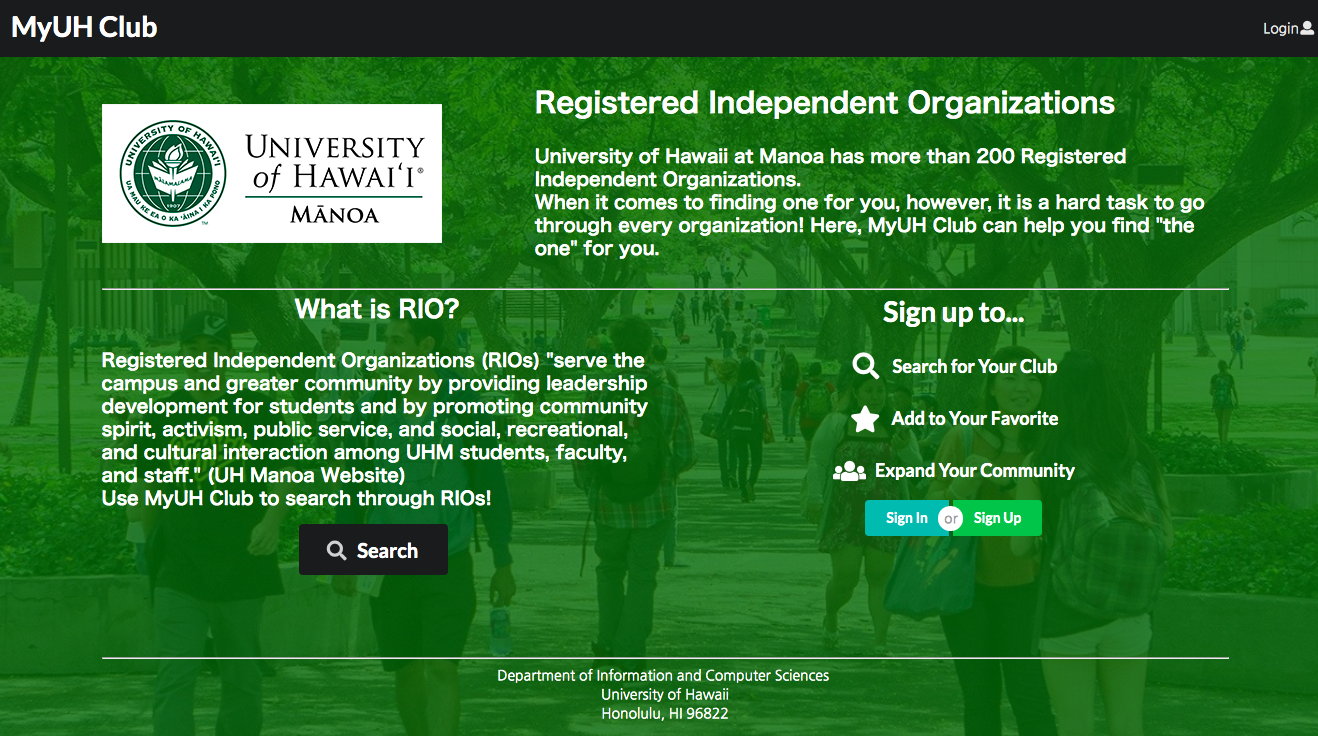 MyUH Club
Login
UNIVERSITY OF HAWAI‘I
UA MAU KE EA O KA ‘ĀINA I KA PONO
MALAMALAMA
1907
TM
UNIVERSITY
of HAWAI‘I®
MĀNOA
Registered Independent Organizations
University of Hawaii at Manoa has more than 200 Registered
Independent Organizations.
When it comes to finding one for you, however, it is a hard task to go
through every organization! Here, MyUH Club can help you find "the
one" for you.
What is RIO?
Registered Independent Organizations (RIOs) "serve the
campus and greater community by providing leadership
development for students and by promoting community
spirit, activism, public service, and social, recreational,
and cultural interaction among UHM students, faculty,
and staff." (UH Manoa Website)
Use MyUH Club to search through RIOs!
Search
Sign up to...
Search for Your Club
Add to Your Favorite
Expand Your Community
Sign In or Sign Up
Department of Information and Computer Sciences
University of Hawaii
Honolulu, HI 96822